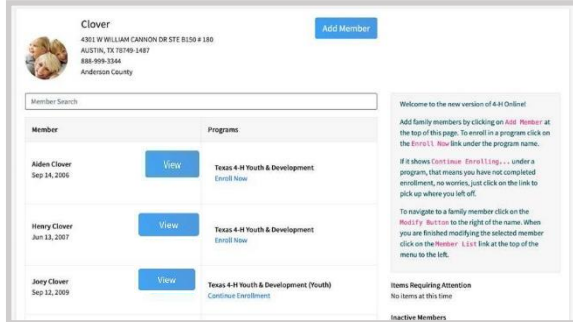 Clover
4301 W WILLIAM CANNON DR STE B150 # 180
AUSTIN, TX 78749-1487
888-999-3344
Anderson County
Add Member
Member Search
Member
Programs
Aiden Clover
Sep 14, 2006
View
Texas 4-H Youth & Development
Enroll Now
Henry Clover
Jun 13, 2007
View
Texas 4-H Youth & Development
Enroll Now
Joey Clover
Sep 12, 2009
View
Texas 4-H Youth & Development (Youth)
Continue Enrollment
Welcome to the new version of 4-H Online!
Add family members by clicking on Add Member at
the top of this page. To enroll in a program click on
the Enroll Now link under the program name.
If it shows Continue Enrolling... under a
program, that means you have not completed
enrollment, no worries, just click on the link to
pick up where you left off.
To navigate to a family member click on the
Modify Button to the right of the name. When
you are finished modifying the selected member
click on the Member List link at the top of the
menu to the left.
Items Requiring Attention
No items at this time
Inactive Members